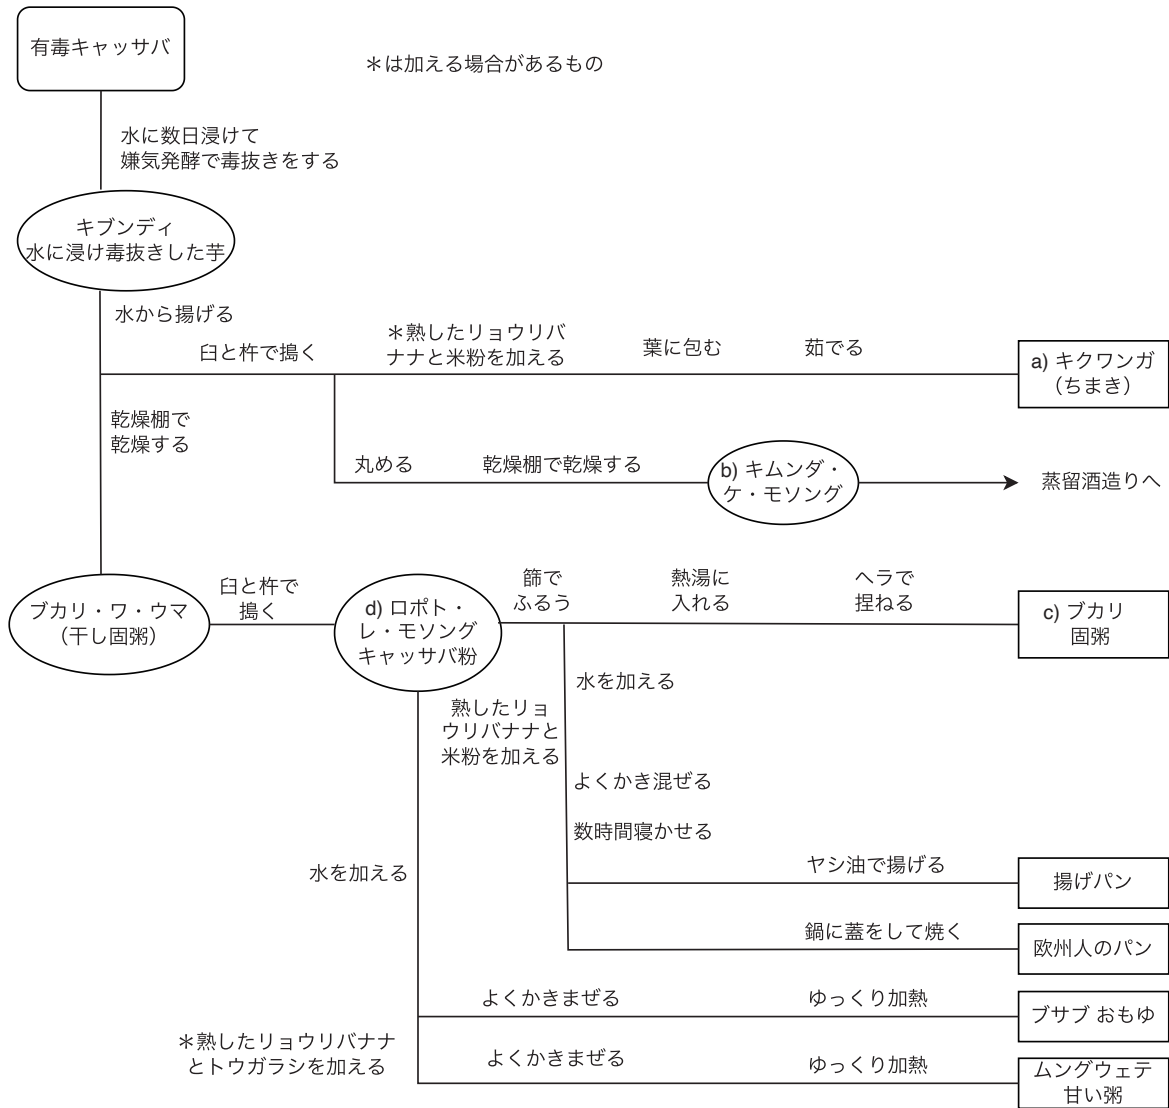 有毒キャッサバ
＊は加える場合があるもの
水に数日浸けて
嫌気発酵で毒抜きをする
キブンディ
水に浸け毒抜きした芋
水から揚げる
臼と杵で搗く
＊熟したリョウリバ
ナナと米粉を加える
葉に包む
茹でる
a) キクワンガ
（ちまき）
乾燥棚で
乾燥する
丸める
乾燥棚で乾燥する
b) キムンダ・
ケ・モソング
蒸留酒造りへ
ブカリ・ワ・ウマ
（干し固粥）
臼と杵で
搗く
d) ロポト・
レ・モソング
キャッサバ粉
篩で
ふるう
熱湯に
入れる
ヘラで
捏ねる
c) ブカリ
固粥
水を加える
熟したリョ
ウリバナナと
米粉を加える
よくかき混ぜる
数時間寝かせる
水を加える
ヤシ油で揚げる
揚げパン
鍋に蓋をして焼く
欧州人のパン
よくかきまぜる
ゆっくり加熱
ブサブ おもゆ
＊熟したリョウリバナナ
とトウガラシを加える
よくかきまぜる
ゆっくり加熱
ムングウェテ
甘い粥